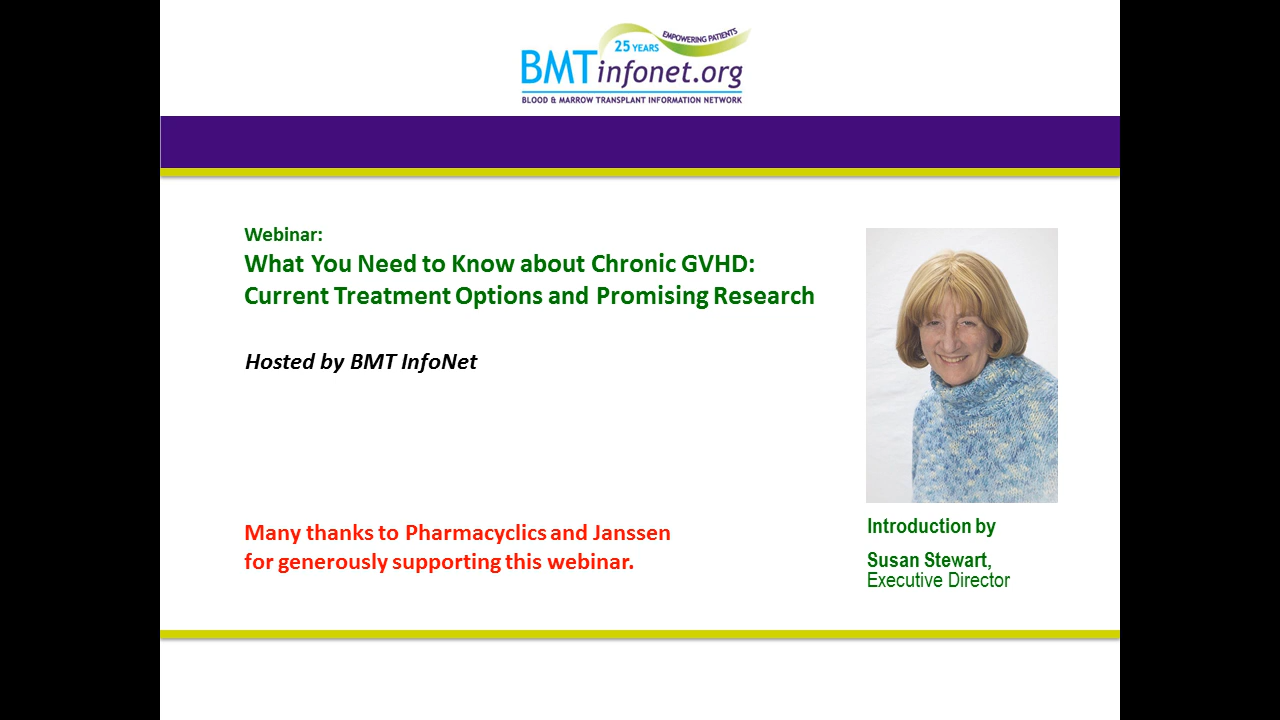 25 YEARS EMPOWERING PATIENTS
BMTinfonet.org
BLOOD & MARROW TRANSPLANT INFORMATION NETWORK
Webinar:
What You Need to Know about Chronic GVHD:
Current Treatment Options and Promising Research
Hosted by BMT InfoNet
Many thanks to Pharmacyclics and Janssen
for generously supporting this webinar.
Introduction by
Susan Stewart,
Executive Director